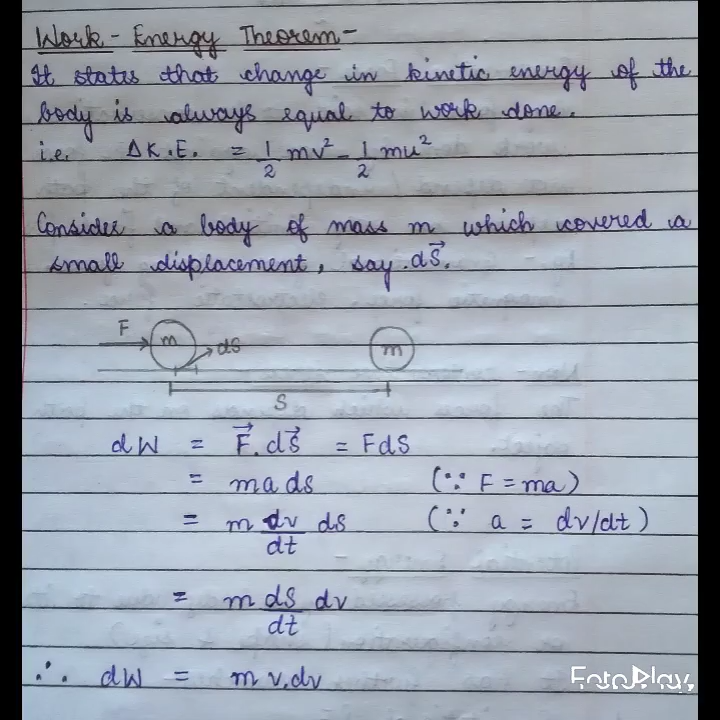 Work - Energy Theorem -
It states that change in kinetic energy of the
body is always equal to work done.
i.e. ΔK.E. = 1/2 mv² - 1/2 mu²
Consider a body of mass m which covered a
small displacement, say. dS⃗.
F m dS m
S
dW = F⃗. dS⃗ = FdS
= ma ds (∵ F = ma)
= m dv/dt ds (∵ a = dv/dt)
= m ds/dt dv
∴ dW = m v.dv
FotoPlay